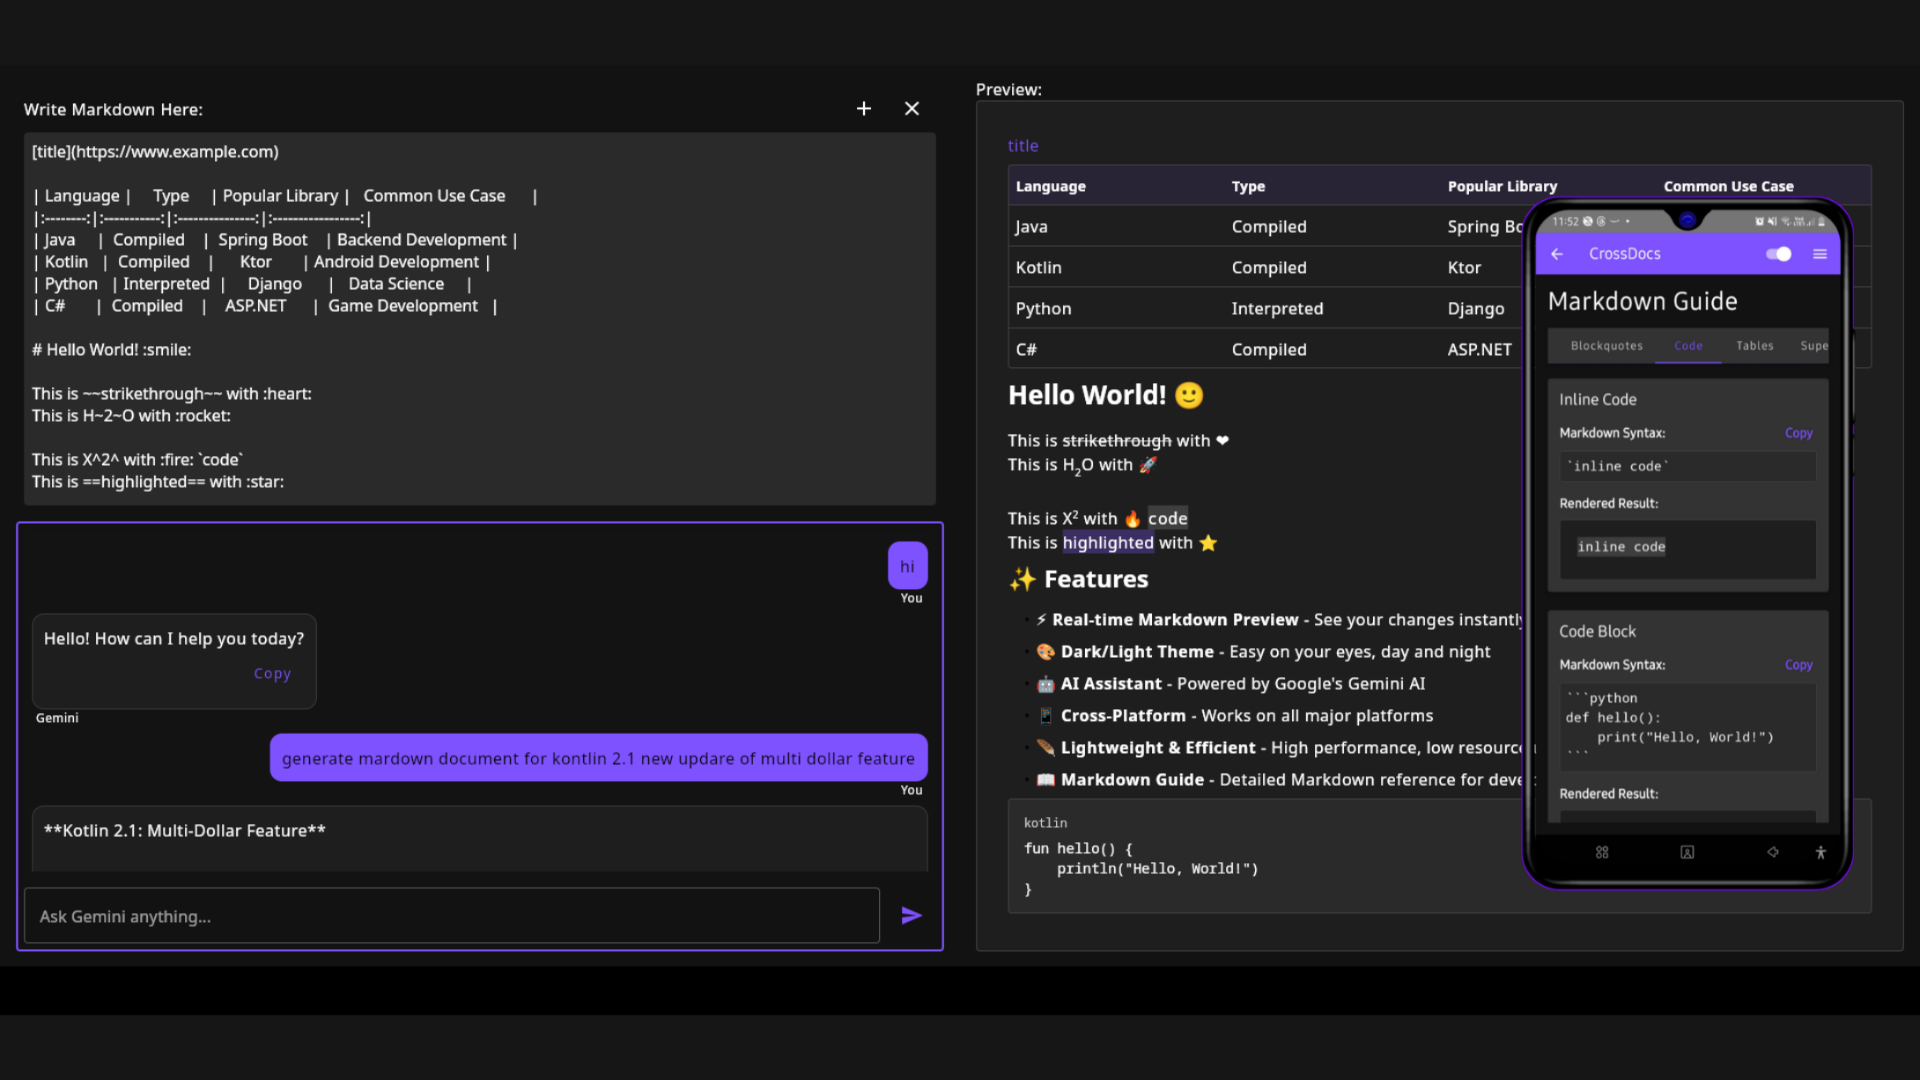 Write Markdown Here:
[title](https://www.example.com)
| Language |     Type     | Popular Library |   Common Use Case      |
|:--------:|:-----------:|:---------------:|:-----------------:|
| Java     |  Compiled    |  Spring Boot    | Backend Development |
| Kotlin   |  Compiled    |      Ktor       | Android Development |
| Python   | Interpreted  |     Django      |   Data Science     |
| C#       |  Compiled    |    ASP.NET      |  Game Development   |
# Hello World! :smile:
This is ~~strikethrough~~ with :heart:
This is H~2~O with :rocket:
This is X^2^ with :fire: `code`
This is ==highlighted== with :star:
hi
You
Hello! How can I help you today?
Copy
Gemini
generate mardown document for kontlin 2.1 new updare of multi dollar feature
You
**Kotlin 2.1: Multi-Dollar Feature**
Ask Gemini anything...
Preview:
title
Language Type Popular Library Common Use Case
Java Compiled Spring Bo
Kotlin Compiled Ktor
Python Interpreted Django
C# Compiled ASP.NET
Hello World! 🙂
This is strikethrough with ❤
This is H₂O with 🚀
This is X² with 🔥 code
This is highlighted with ⭐
✨ Features
⚡ Real-time Markdown Preview - See your changes instantly
🎨 Dark/Light Theme - Easy on your eyes, day and night
🤖 AI Assistant - Powered by Google's Gemini AI
📱 Cross-Platform - Works on all major platforms
🪶 Lightweight & Efficient - High performance, low resource
📖 Markdown Guide - Detailed Markdown reference for deve
kotlin
fun hello() {
    println("Hello, World!")
}
11:52
CrossDocs
Markdown Guide
Blockquotes Code Tables Supe
Inline Code
Markdown Syntax: Copy
`inline code`
Rendered Result:
inline code
Code Block
Markdown Syntax: Copy
```python
def hello():
    print("Hello, World!")
```
Rendered Result: